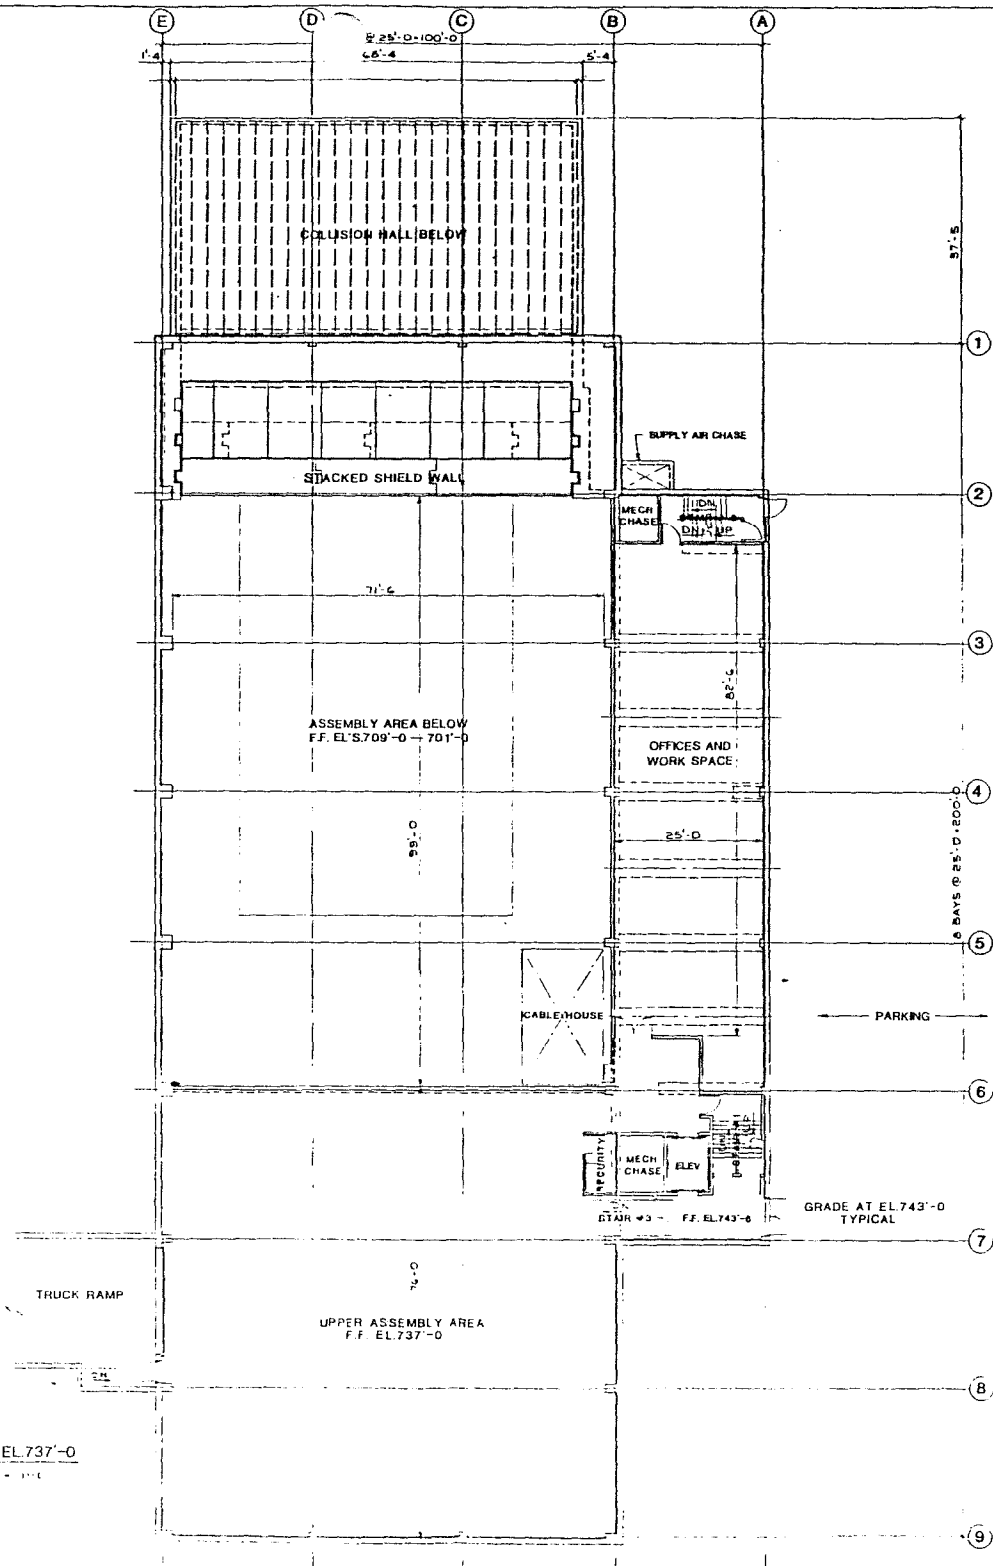 E D C B A
@ 25'-0=100'-0
1'-4 68'-4 5'-4
COLLISION HALL BELOW
37'-5
1
SUPPLY AIR CHASE
STACKED SHIELD WALL
2
MECH
CHASE
DN
DN UP
71'-6
3
82'-6
ASSEMBLY AREA BELOW
F.F. EL'S.709'-0 — 701'-0
OFFICES AND
WORK SPACE
4
99'-0
25'-0
8 BAYS @ 25'-0=200'-0
5
CABLE HOUSE
PARKING
6
SECURITY
MECH
CHASE
ELEV
STAIR #3
F.F. EL.743'-6
GRADE AT EL.743'-0
TYPICAL
7
76'-0
TRUCK RAMP
UPPER ASSEMBLY AREA
F.F. EL.737'-0
8
EL.737'-0
9